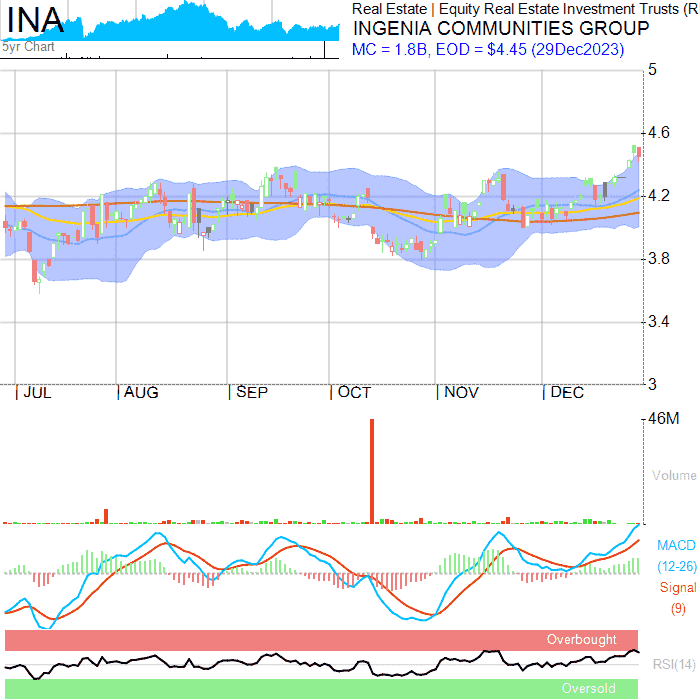 INA
5yr Chart
Real Estate | Equity Real Estate Investment Trusts (R
INGENIA COMMUNITIES GROUP
MC = 1.8B, EOD = $4.45 (29Dec2023)
5
4.6
4.2
3.8
3.4
3
|JUL |AUG |SEP |OCT |NOV |DEC
46M
Volume
MACD
(12-26)
Signal
(9)
Overbought
RSI(14)
Oversold